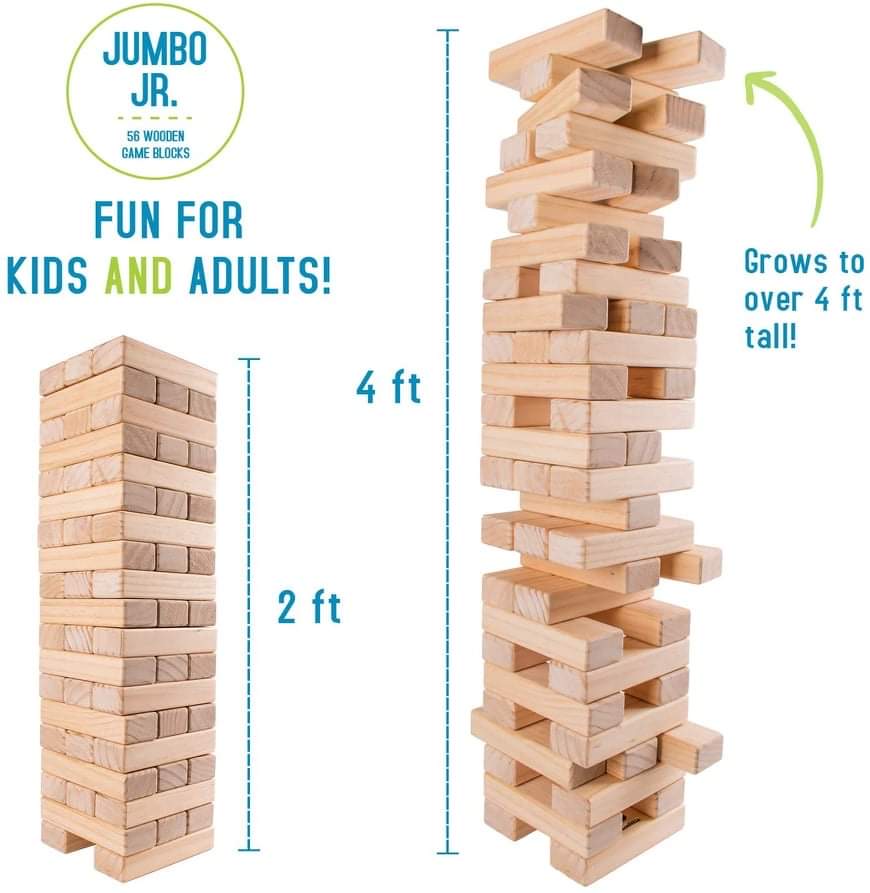 JUMBO
JR.
56 WOODEN
GAME BLOCKS
FUN FOR
KIDS AND ADULTS!
Grows to
over 4 ft
tall!
4 ft
2 ft